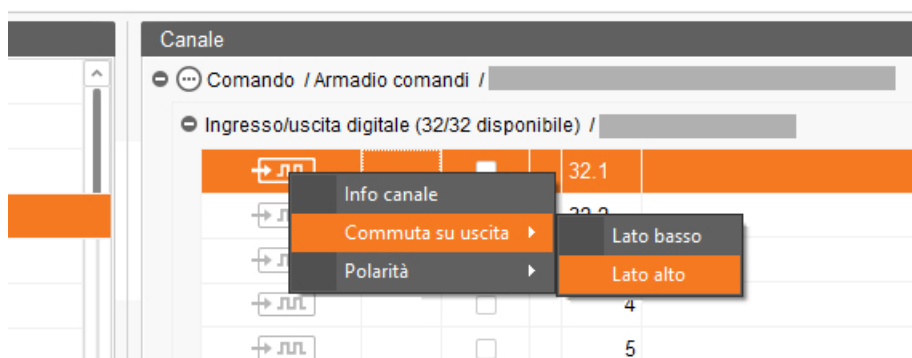 Canale
Comando / Armadio comandi /
Ingresso/uscita digitale (32/32 disponibile) /
32.1
Info canale
Commuta su uscita
Lato basso
Polarità
Lato alto
4
5